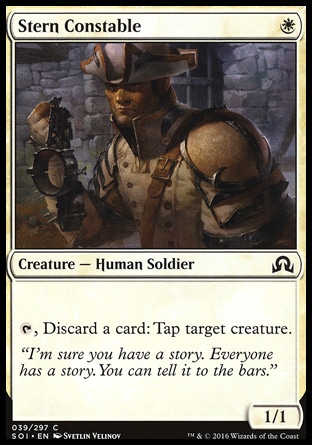 Stern Constable
Creature — Human Soldier
, Discard a card: Tap target creature.
"I'm sure you have a story. Everyone
has a story. You can tell it to the bars."
1/1
039/297 C
SOI • EN Svetlin Velinov
™ & © 2016 Wizards of the Coast